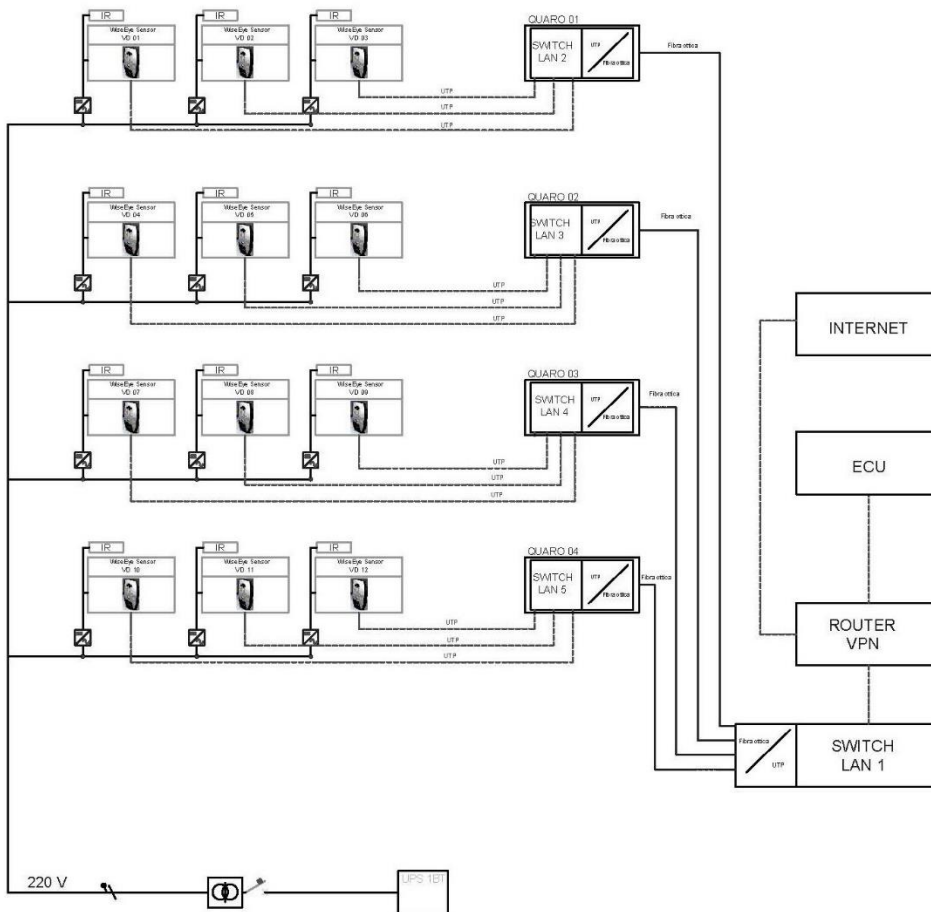 IR IR IR
QUARO 01
WiseEye Sensor WiseEye Sensor WiseEye Sensor
VD 01 VD 02 VD 03
SWITCH
LAN 2
UTP
Fibra ottica
Fibra ottica
UTP
UTP
UTP
IR IR IR
QUARO 02
WiseEye Sensor WiseEye Sensor WiseEye Sensor
VD 04 VD 05 VD 06
SWITCH
LAN 3
UTP
Fibra ottica
Fibra ottica
UTP
UTP
UTP
INTERNET
IR IR IR
QUARO 03
WiseEye Sensor WiseEye Sensor WiseEye Sensor
VD 07 VD 08 VD 09
SWITCH
LAN 4
UTP
Fibra ottica
Fibra ottica
UTP
UTP
UTP
ECU
IR IR IR
QUARO 04
WiseEye Sensor WiseEye Sensor WiseEye Sensor
VD 10 VD 11 VD 12
SWITCH
LAN 5
UTP
Fibra ottica
Fibra ottica
UTP
UTP
UTP
ROUTER
VPN
Fibra ottica
UTP
SWITCH
LAN 1
220 V
UPS 1BT